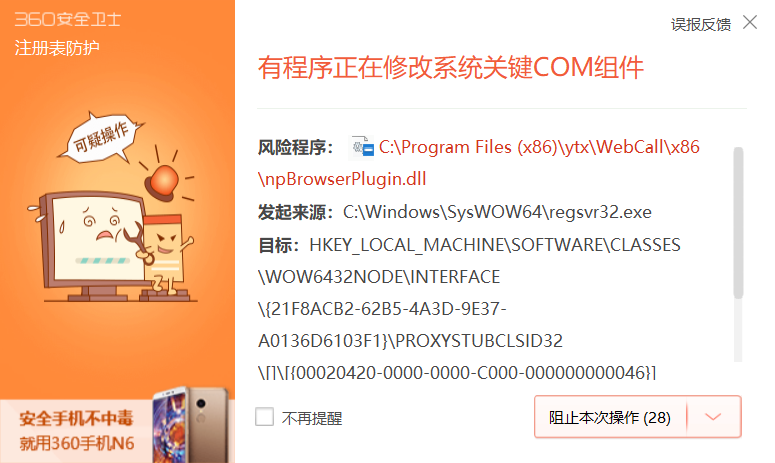 360安全卫士
注册表防护
误报反馈
有程序正在修改系统关键COM组件
可疑操作
风险程序： C:\Program Files (x86)\ytx\WebCall\x86
\npBrowserPlugin.dll
发起来源：C:\Windows\SysWOW64\regsvr32.exe
目标：HKEY_LOCAL_MACHINE\SOFTWARE\CLASSES
\WOW6432NODE\INTERFACE
\{21F8ACB2-62B5-4A3D-9E37-
A0136D6103F1}\PROXYSTUBCLSID32
\[]\[{00020420-0000-0000-C000-000000000046}]
安全手机不中毒
就用360手机N6
不再提醒
阻止本次操作 (28)